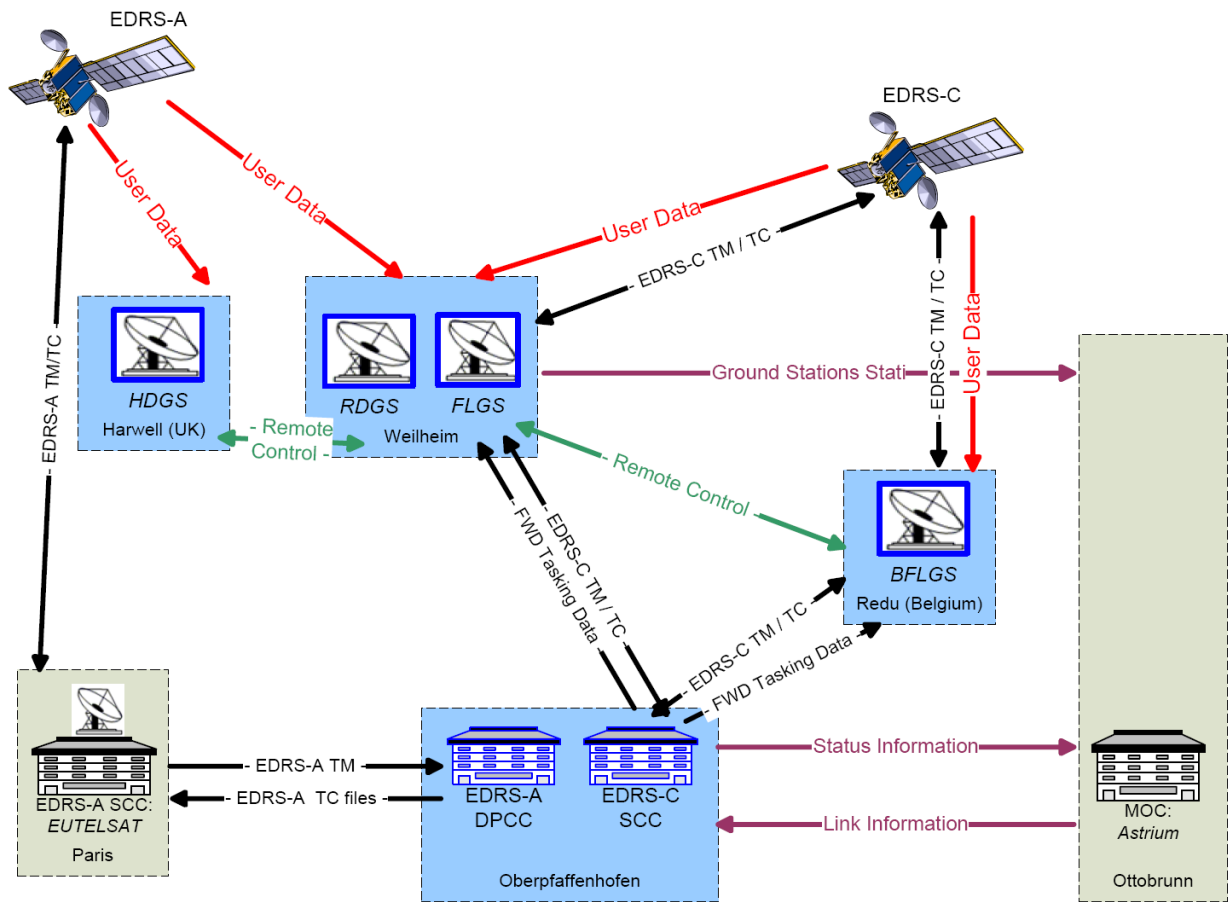 EDRS-A
EDRS-C
User Data
User Data
User Data
- EDRS-C TM / TC -
- EDRS-C TM / TC -
User Data
- EDRS-A TM/TC -
HDGS
Harwell (UK)
RDGS
FLGS
Weilheim
Ground Stations Stati
- Remote
Control -
- Remote Control -
- FWD Tasking Data -
- EDRS-C TM / TC -
BFLGS
Redu (Belgium)
- EDRS-C TM / TC -
- FWD Tasking Data -
EDRS-A SCC:
EUTELSAT
Paris
- EDRS-A TM -
- EDRS-A TC files -
EDRS-A
DPCC
EDRS-C
SCC
Oberpfaffenhofen
Status Information
Link Information
MOC:
Astrium
Ottobrunn